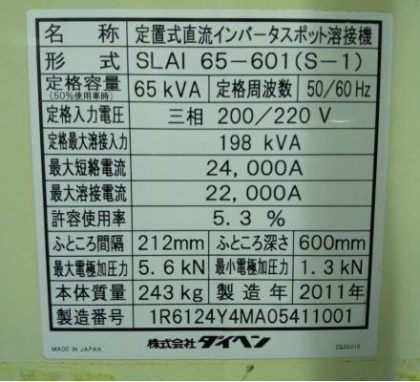 名 称 定置式直流インバータスポット溶接機
形 式 SLAI 65-601(S-1)
定格容量 (50%使用率時) 65 kVA 定格周波数 50/60 Hz
定格入力電圧 三相 200/220 V
定格最大溶接入力 198 kVA
最大短絡電流 24,000A
最大溶接電流 22,000A
許容使用率 5.3 %
ふところ間隔 212mm ふところ深さ 600mm
最大電極加圧力 5.6 kN 最小電極加圧力 1.3 kN
本体質量 243 kg 製造年 2011年
製造番号 1R6124Y4MA05411001
MADE IN JAPAN 株式会社 ダイヘン